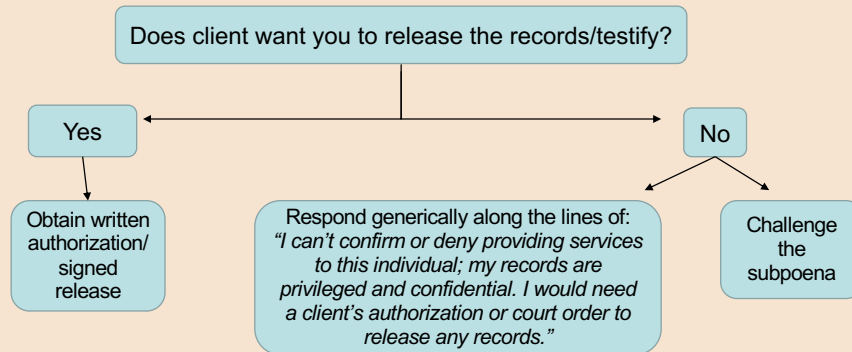 Does client want you to release the records/testify?
Yes
No
Obtain written
authorization/
signed
release
Respond generically along the lines of:
“I can’t confirm or deny providing services
to this individual; my records are
privileged and confidential. I would need
a client’s authorization or court order to
release any records.”
Challenge
the
subpoena